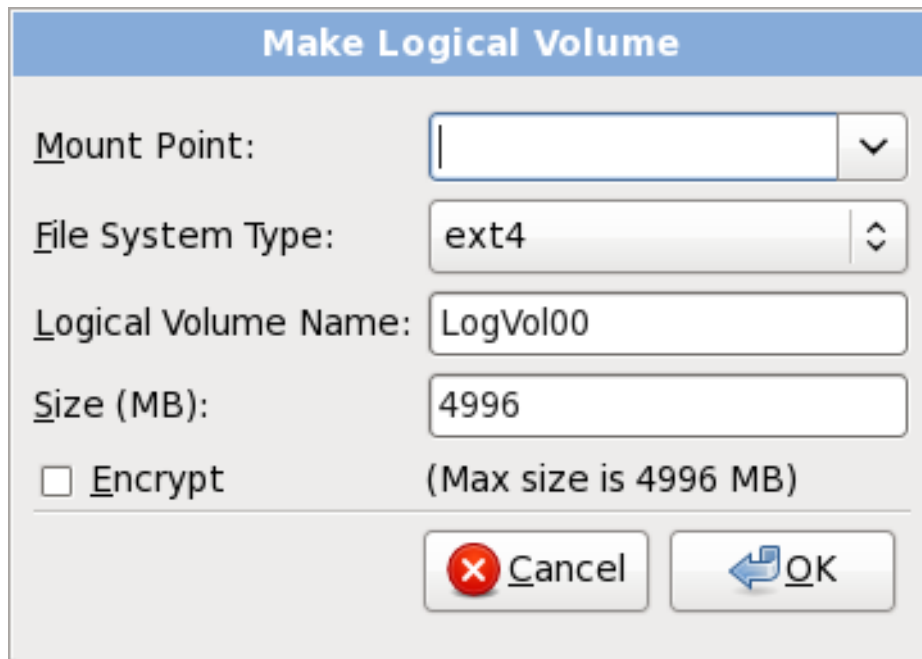 Make Logical Volume
Mount Point:
File System Type: ext4
Logical Volume Name: LogVol00
Size (MB): 4996
Encrypt (Max size is 4996 MB)
Cancel OK